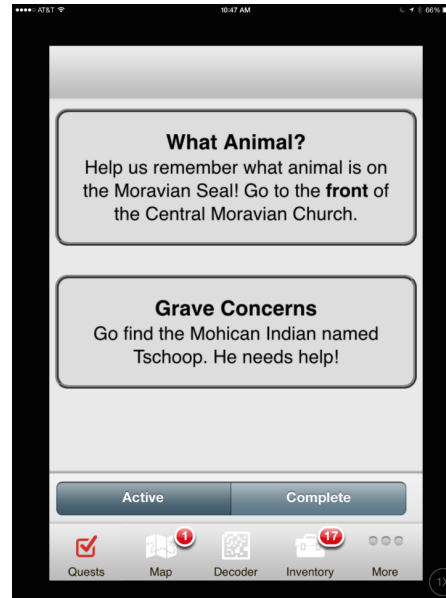 AT&T 10:47 AM 66%
What Animal?
Help us remember what animal is on
the Moravian Seal! Go to the front of
the Central Moravian Church.
Grave Concerns
Go find the Mohican Indian named
Tschoop. He needs help!
Active Complete
1 17
Quests Map Decoder Inventory More
1X